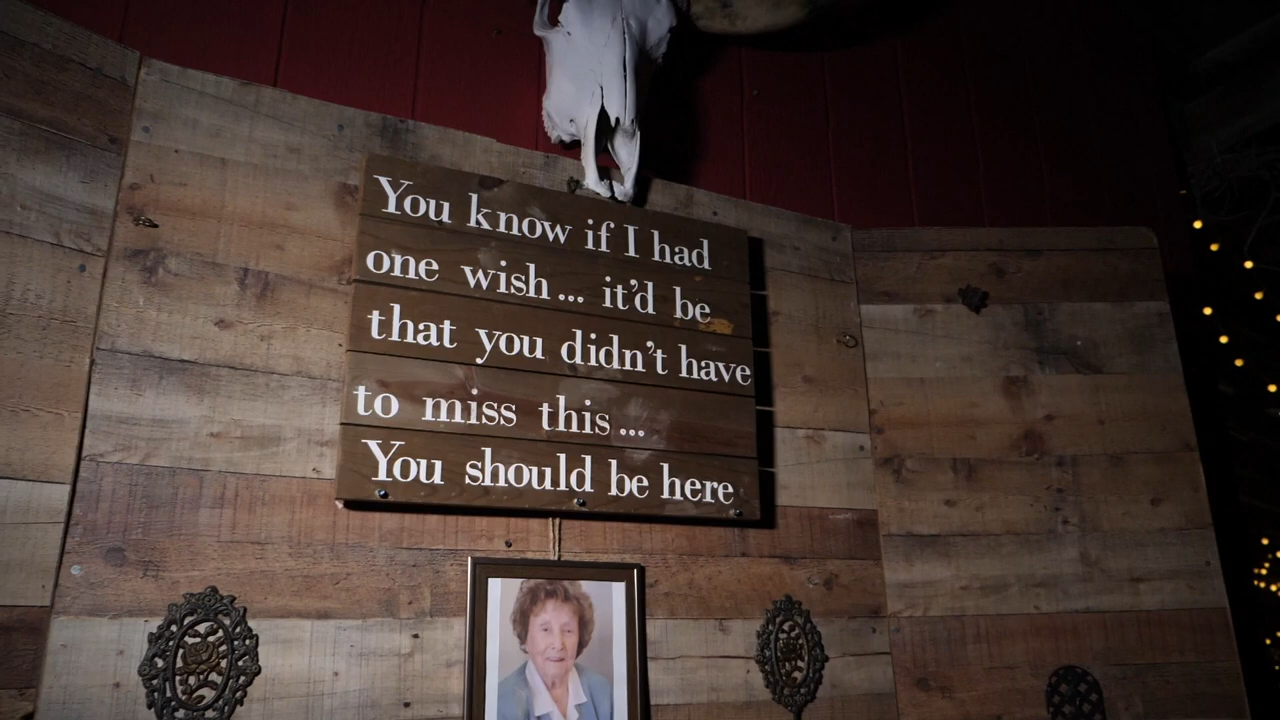 You know if I had
one wish... it'd be
that you didn't have
to miss this...
You should be here